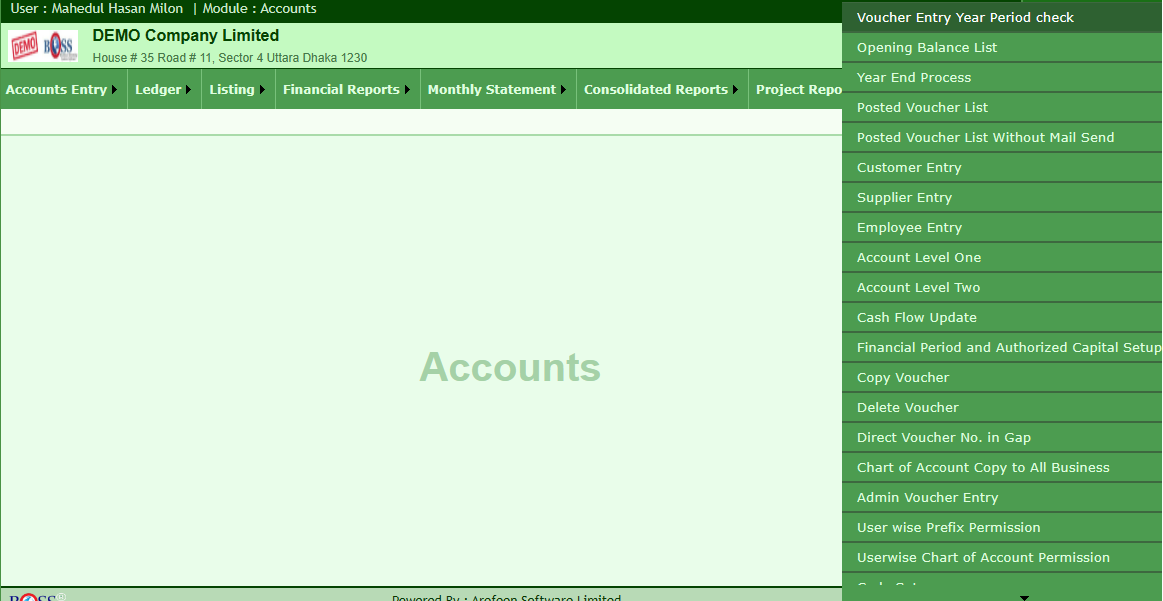 User : Mahedul Hasan Milon | Module : Accounts
DEMO BOSS
DEMO Company Limited
House # 35 Road # 11, Sector 4 Uttara Dhaka 1230
Accounts Entry Ledger Listing Financial Reports Monthly Statement Consolidated Reports Project Repo
Voucher Entry Year Period check
Opening Balance List
Year End Process
Posted Voucher List
Posted Voucher List Without Mail Send
Customer Entry
Supplier Entry
Employee Entry
Account Level One
Account Level Two
Cash Flow Update
Financial Period and Authorized Capital Setup
Copy Voucher
Delete Voucher
Direct Voucher No. in Gap
Chart of Account Copy to All Business
Admin Voucher Entry
User wise Prefix Permission
Userwise Chart of Account Permission
Accounts
BOSS
Powered By : Arofeen Software Limited